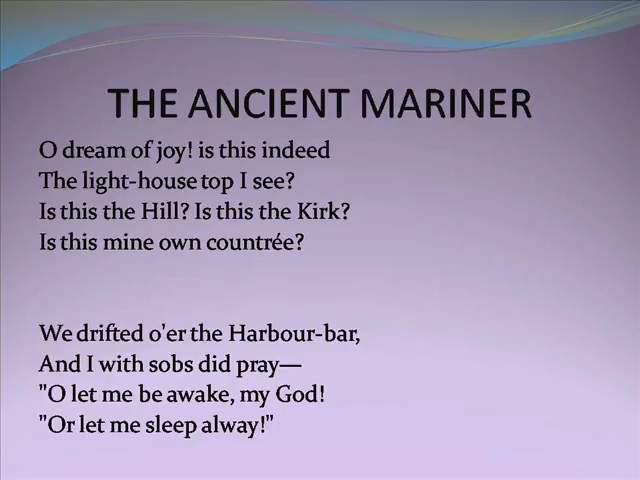 THE ANCIENT MARINER
O dream of joy! is this indeed
The light-house top I see?
Is this the Hill? Is this the Kirk?
Is this mine own countrée?
We drifted o'er the Harbour-bar,
And I with sobs did pray—
"O let me be awake, my God!
"Or let me sleep alway!"